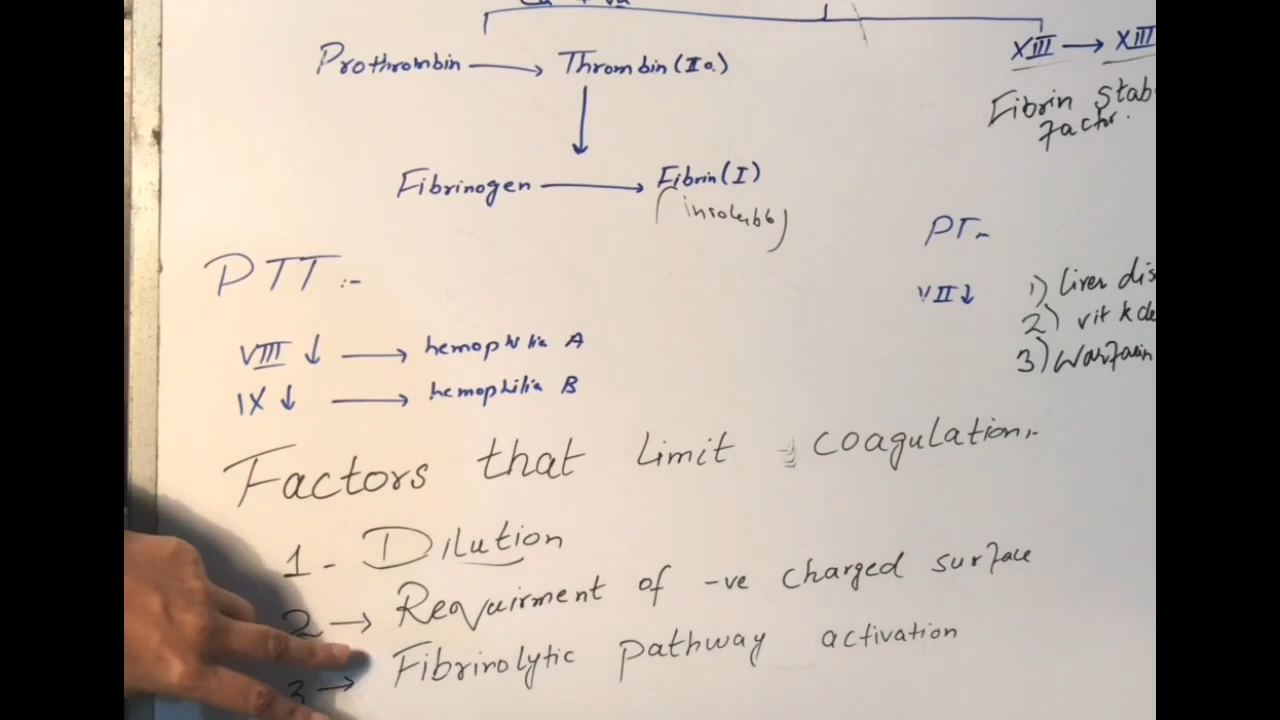 Prothrombin → Thrombin (IIa)
XIII → XIII
Fibrin stab
factor.
Fibrinogen → Fibrin (I)
(insoluble)
PTT :-
PT -
VII ↓
1) liver dis
2) vit k de
3) warfarin
VIII ↓ → hemophilia A
IX ↓ → hemophilia B
Factors that limit coagulation :-
1 - Dilution
2 → Requirment of -ve charged surface
3 → Fibrinolytic pathway activation